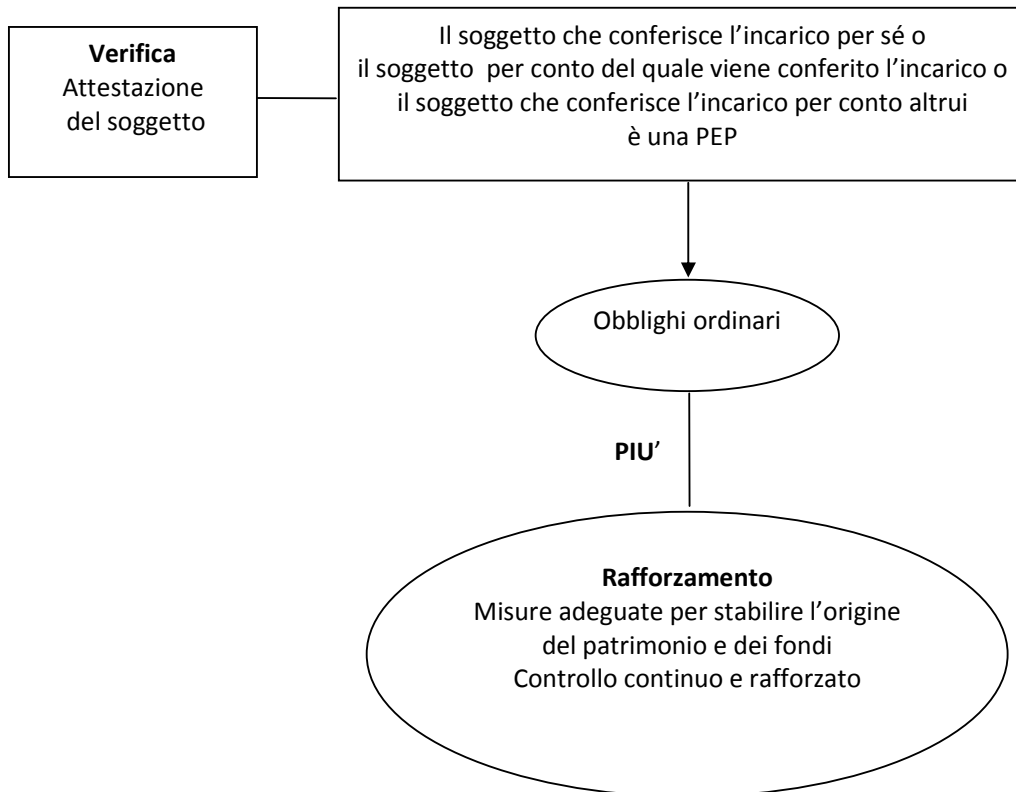 Verifica
Attestazione
del soggetto
Il soggetto che conferisce l'incarico per sé o
il soggetto per conto del quale viene conferito l'incarico o
il soggetto che conferisce l'incarico per conto altrui
è una PEP
Obblighi ordinari
PIU'
Rafforzamento
Misure adeguate per stabilire l'origine
del patrimonio e dei fondi
Controllo continuo e rafforzato